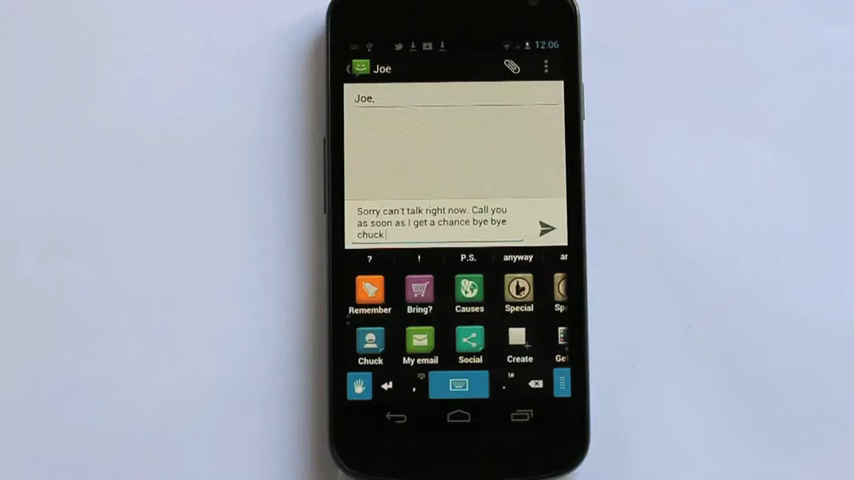 12:06
Joe
Joe,
Sorry can't talk right now. Call you
as soon as I get a chance bye bye
chuck
? ! P.S. anyway
Remember Bring? Causes Special
Chuck My email Social Create